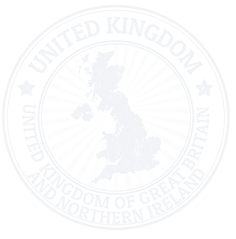 UNITED KINGDOM
UNITED KINGDOM OF GREAT BRITAIN
AND NORTHERN IRELAND